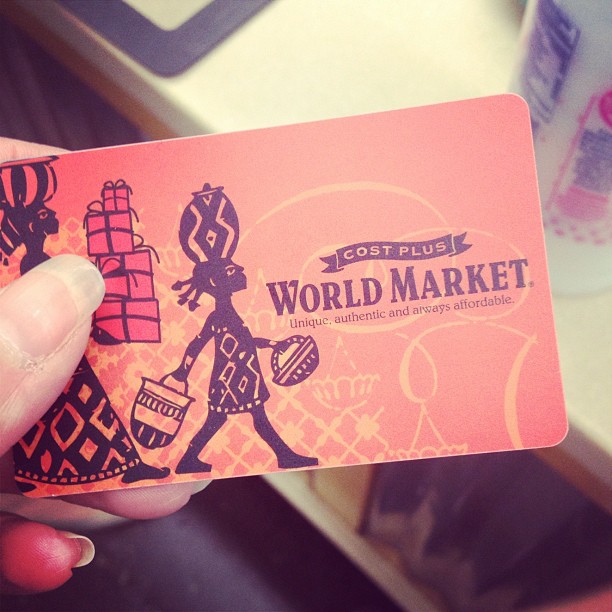 COST PLUS
WORLD MARKET®
Unique, authentic and always affordable.